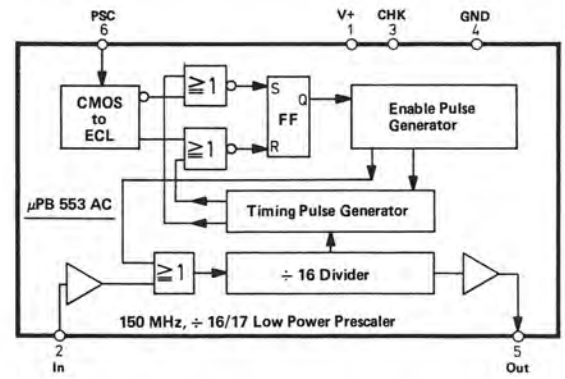 PSC
6
V+
1
CHK
3
GND
4
CMOS
to
ECL
≧1
≧1
S
Q
FF
R
Enable Pulse
Generator
μPB 553 AC
Timing Pulse Generator
≧1
÷ 16 Divider
150 MHz, ÷ 16/17 Low Power Prescaler
2
In
5
Out